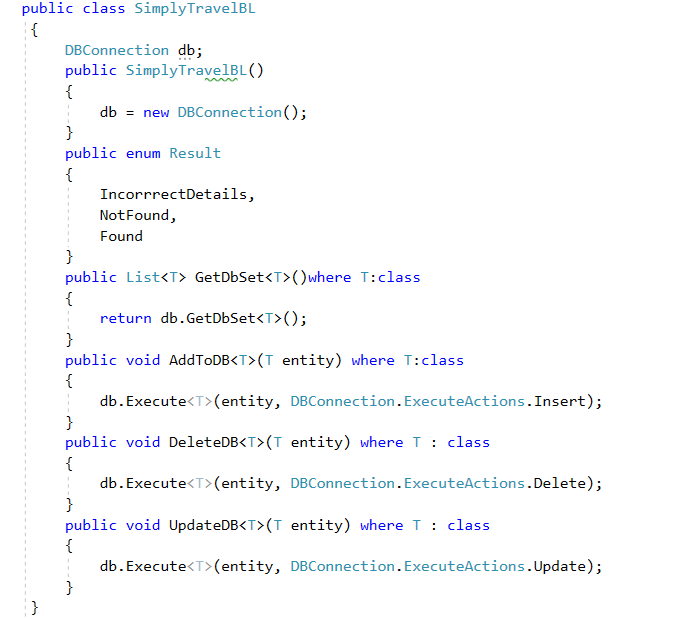 public class SimplyTravelBL
{
DBConnection db;
public SimplyTravelBL()
{
db = new DBConnection();
}
public enum Result
{
IncorrrectDetails,
NotFound,
Found
}
public List<T> GetDbSet<T>()where T:class
{
return db.GetDbSet<T>();
}
public void AddToDB<T>(T entity) where T:class
{
db.Execute<T>(entity, DBConnection.ExecuteActions.Insert);
}
public void DeleteDB<T>(T entity) where T : class
{
db.Execute<T>(entity, DBConnection.ExecuteActions.Delete);
}
public void UpdateDB<T>(T entity) where T : class
{
db.Execute<T>(entity, DBConnection.ExecuteActions.Update);
}
}